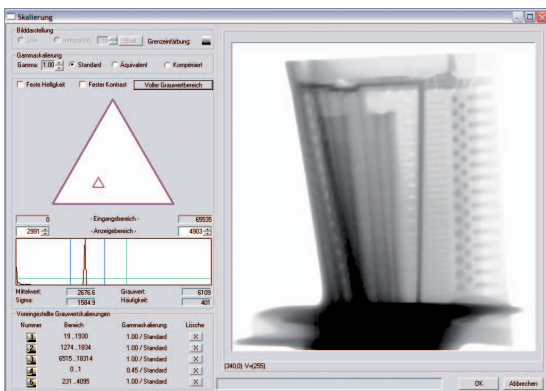 Skalierung
Bilddarstellung
Live Integration Start Grenzeinfärbung:
Gammaskalierung
Gamma: 1.00 Standard Äquivalent Komprimiert
Feste Helligkeit Fester Kontrast Voller Grauwertbereich
0 - Eingangsbereich - 65535
2991 - Anzeigebereich - 4903
Mittelwert: 2676.6 Grauwert: 6109
Sigma: 1584.9 Häufigkeit: 401
Voreingestellte Grauwertskalierungen
Nummer Bereich Gammaskalierung Lösche
1 19..1930 1.00 / Standard X
2 1274..1834 1.00 / Standard X
3 6515..18314 1.00 / Standard X
4 0..1 0.45 / Standard X
5 231..4095 1.00 / Standard X
(340,0) V=(255)
OK Abbrechen